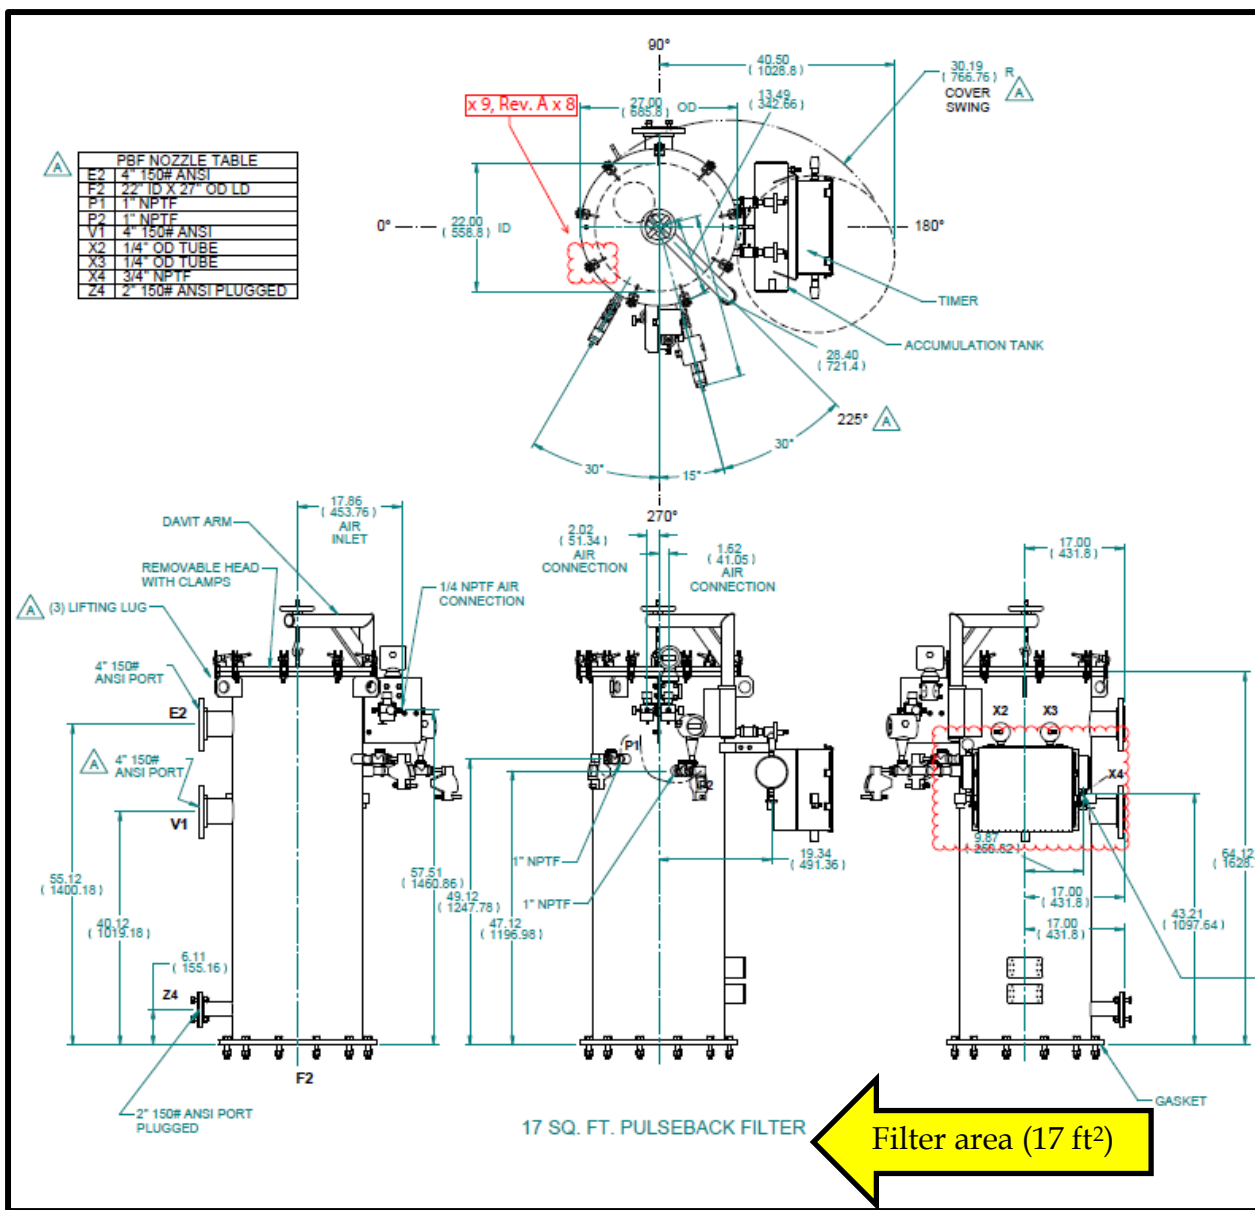 90°
40.50
( 1028.8)
30.19 R
( 766.76)
COVER
SWING
A
13.49
( 342.66)
27.00 OD
( 685.8)
x 9, Rev. A x 8
A
PBF NOZZLE TABLE
E2 4" 150# ANSI
F2 22" ID X 27" OD LD
P1 1" NPTF
P2 1" NPTF
V1 4" 150# ANSI
X2 1/4" OD TUBE
X3 1/4" OD TUBE
X4 3/4" NPTF
Z4 2" 150# ANSI PLUGGED
0°
22.00 ID
( 558.8)
180°
TIMER
ACCUMULATION TANK
28.40
( 721.4)
225° A
30°
30°
15°
270°
17.86
( 453.76)
AIR
INLET
DAVIT ARM
REMOVABLE HEAD
WITH CLAMPS
A (3) LIFTING LUG
1/4 NPTF AIR
CONNECTION
4" 150#
ANSI PORT
E2
A 4" 150#
ANSI PORT
V1
55.12
( 1400.18)
40.12
( 1019.18)
6.11
( 155.16)
Z4
57.51
( 1460.86)
F2
2" 150# ANSI PORT
PLUGGED
2.02
( 51.34)
AIR
CONNECTION
1.62
( 41.05)
AIR
CONNECTION
P1
P2
1" NPTF
1" NPTF
49.12
( 1247.78)
47.12
( 1196.98)
19.34
( 491.36)
17.00
( 431.8)
X2
X3
X4
9.87
17.00
( 431.8)
17.00
( 431.8)
64.12
43.21
( 1097.64)
GASKET
17 SQ. FT. PULSEBACK FILTER
Filter area (17 ft²)